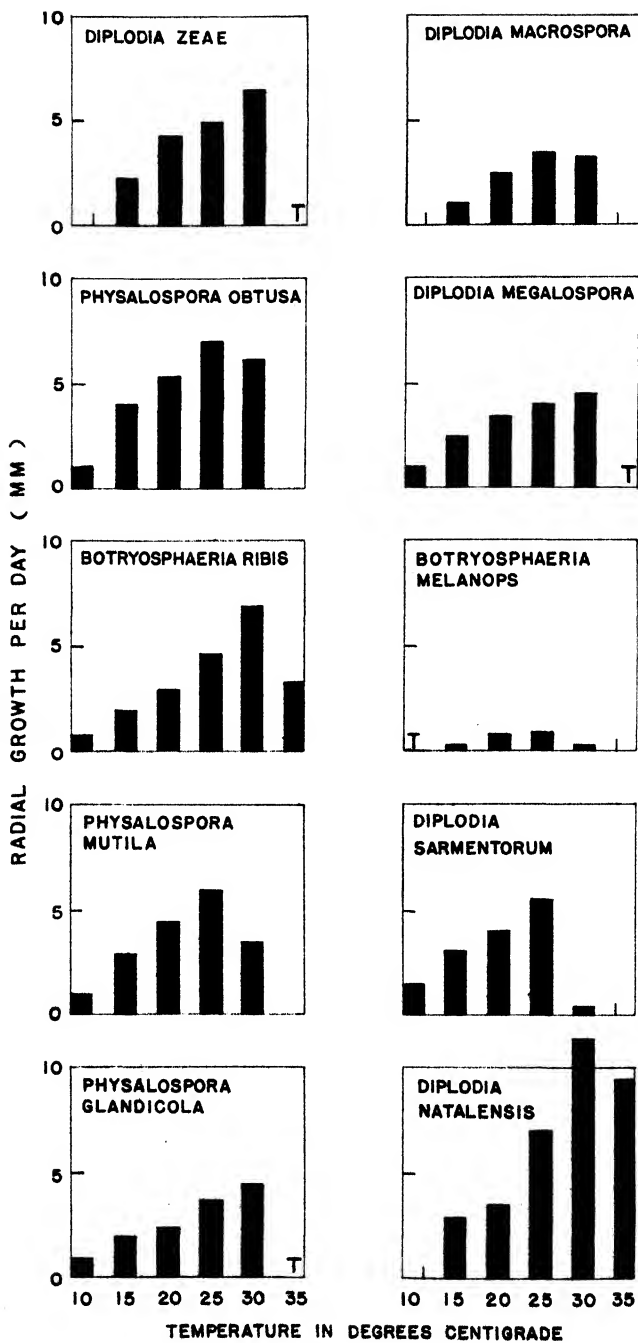 DIPLODIA ZEAE
10
5
0
T
DIPLODIA MACROSPORA
PHYSALOSPORA OBTUSA
10
5
0
DIPLODIA MEGALOSPORA
T
BOTRYOSPHAERIA RIBIS
10
5
0
BOTRYOSPHAERIA
MELANOPS
T
PHYSALOSPORA
MUTILA
10
5
0
DIPLODIA
SARMENTORUM
PHYSALOSPORA
GLANDICOLA
10
5
0
T
DIPLODIA
NATALENSIS
RADIAL GROWTH PER DAY (MM)
10 15 20 25 30 35
10 15 20 25 30 35
TEMPERATURE IN DEGREES CENTIGRADE